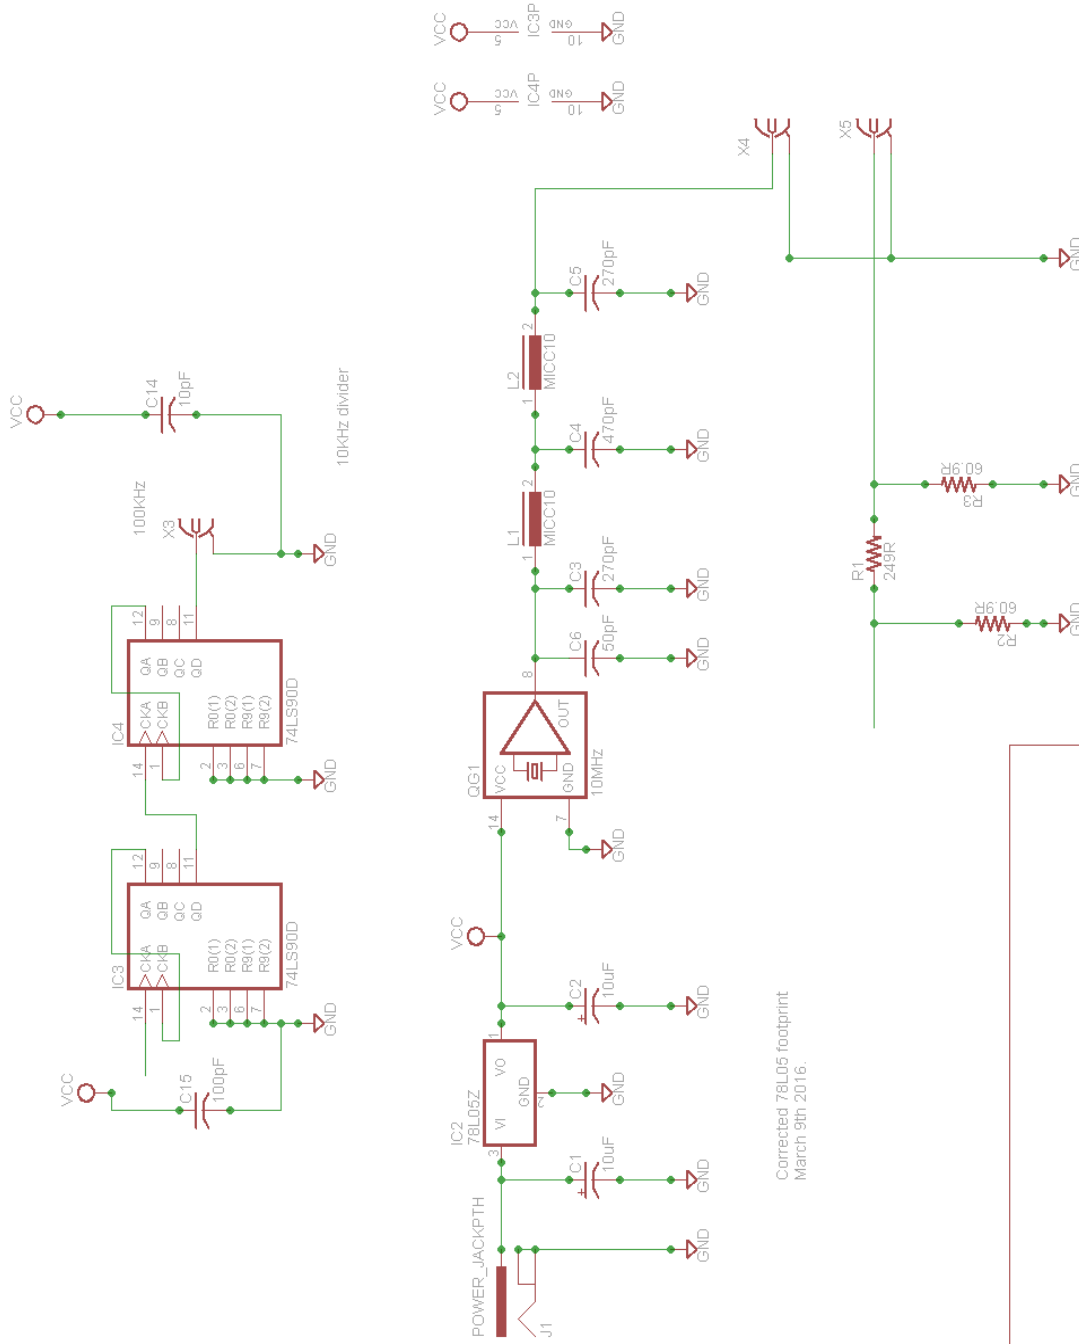 VCC
C15
100pF
GND
IC3
14
CKA
1
CKB
2
R0(1)
3
R0(2)
6
R9(1)
7
R9(2)
QA
12
QB
9
QC
8
QD
11
74LS90D
GND
IC4
14
CKA
1
CKB
2
R0(1)
3
R0(2)
6
R9(1)
7
R9(2)
QA
12
QB
9
QC
8
QD
11
74LS90D
GND
100KHz
X3
GND
VCC
C14
10pF
10KHz divider
VCC
5
VCC
IC4P
GND
10
GND
VCC
5
VCC
IC3P
GND
10
GND
POWER_JACKPTH
J1
GND
C1
10uF
GND
IC2
78L05Z
3
VI
VO
1
GND
2
GND
C2
10uF
GND
VCC
QG1
14
VCC
7
GND
OUT
8
10MHz
GND
C6
50pF
GND
C3
270pF
GND
L1
1
2
MICC10
C4
470pF
GND
L2
1
2
MICC10
C5
270pF
GND
X4
X5
GND
R1
249R
R2
60.9R
GND
R3
60.9R
GND
Corrected 78L05 footprint
March 9th 2016.